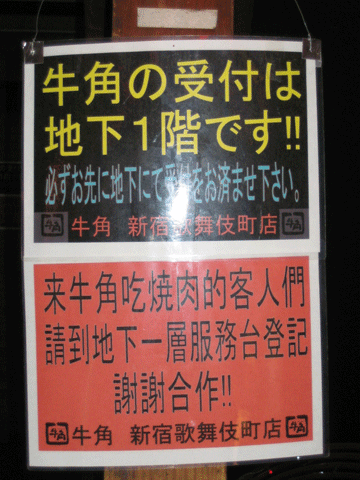 牛角の受付は
地下1階です!!
必ずお先に地下にて受付をお済ませ下さい。
牛角 新宿歌舞伎町店
来牛角吃焼肉的客人們
請到地下一層服務台登記
謝謝合作!!
牛角 新宿歌舞伎町店